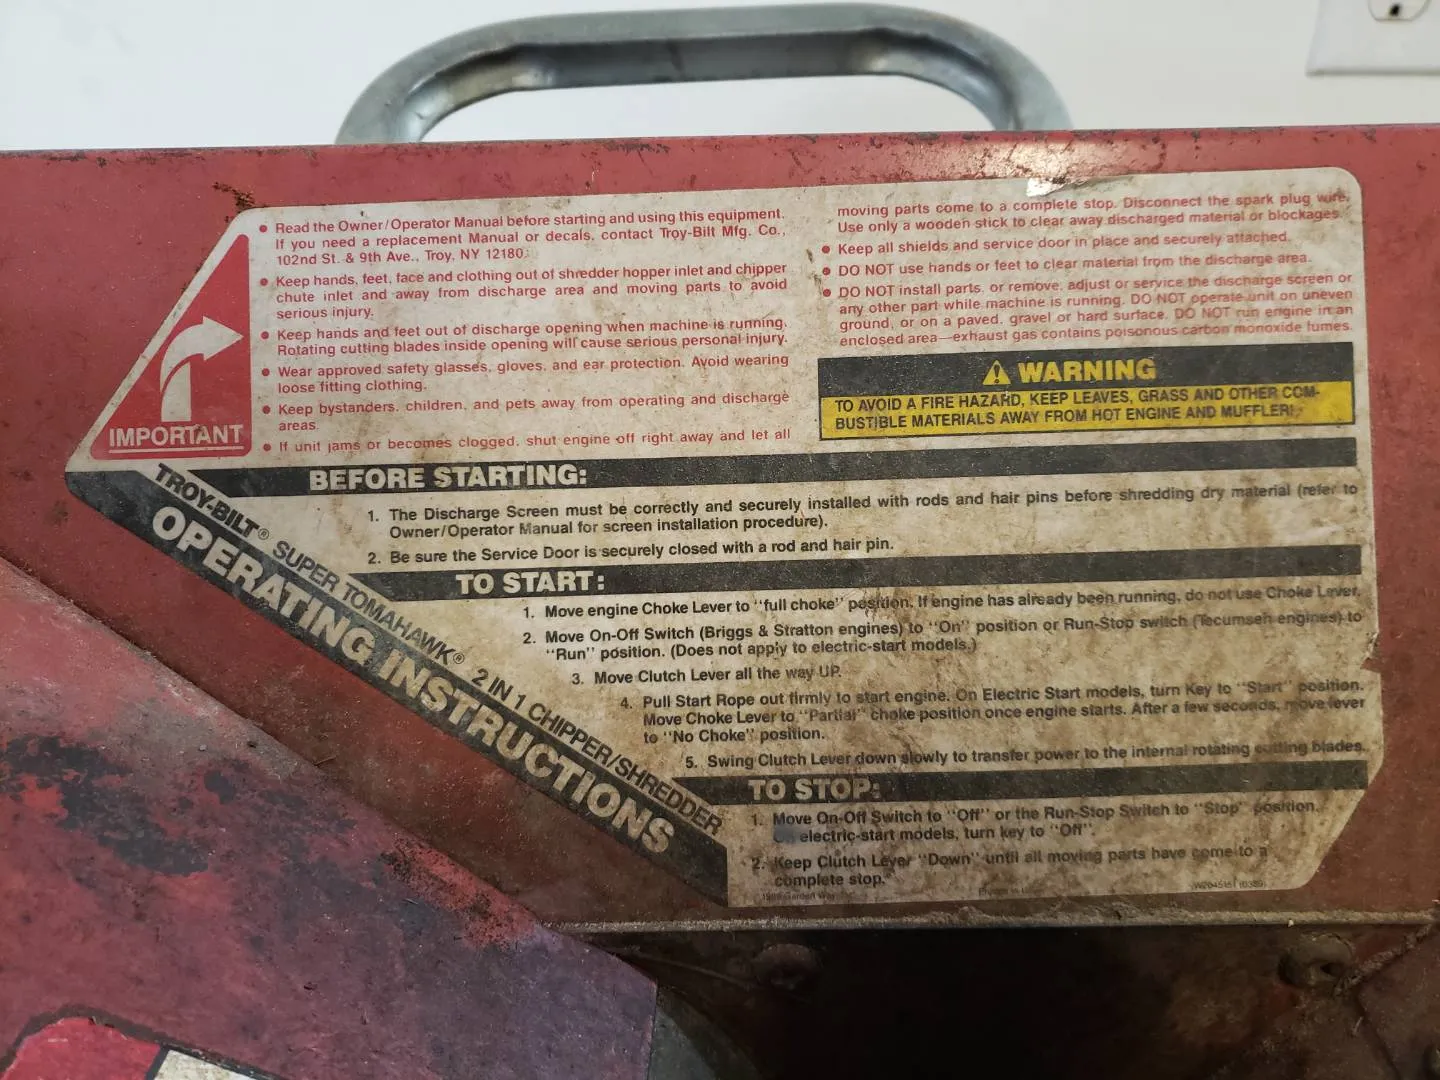 • Read the Owner/Operator Manual before starting and using this equipment.
If you need a replacement Manual or decals, contact Troy-Bilt Mfg. Co.,
102nd St. & 9th Ave., Troy, NY 12180.
• Keep hands, feet, face and clothing out of shredder hopper inlet and chipper
chute inlet and away from discharge area and moving parts to avoid
serious injury.
• Keep hands and feet out of discharge opening when machine is running.
Rotating cutting blades inside opening will cause serious personal injury.
• Wear approved safety glasses, gloves, and ear protection. Avoid wearing
loose fitting clothing.
• Keep bystanders, children, and pets away from operating and discharge
areas.
• If unit jams or becomes clogged, shut engine off right away and let all
moving parts come to a complete stop. Disconnect the spark plug wire.
Use only a wooden stick to clear away discharged material or blockages.
• Keep all shields and service door in place and securely attached.
• DO NOT use hands or feet to clear material from the discharge area.
• DO NOT install parts, or remove, adjust or service the discharge screen or
any other part while machine is running. DO NOT operate unit on uneven
ground, or on a paved, gravel or hard surface. DO NOT run engine in an
enclosed area—exhaust gas contains poisonous carbon monoxide fumes.
IMPORTANT
WARNING
TO AVOID A FIRE HAZARD, KEEP LEAVES, GRASS AND OTHER COM-
BUSTIBLE MATERIALS AWAY FROM HOT ENGINE AND MUFFLER!
TROY-BILT® SUPER TOMAHAWK® 2 IN 1 CHIPPER/SHREDDER
OPERATING INSTRUCTIONS
BEFORE STARTING:
1. The Discharge Screen must be correctly and securely installed with rods and hair pins before shredding dry material (refer to
Owner/Operator Manual for screen installation procedure).
2. Be sure the Service Door is securely closed with a rod and hair pin.
TO START:
1. Move engine Choke Lever to "full choke" position. If engine has already been running, do not use Choke Lever.
2. Move On-Off Switch (Briggs & Stratton engines) to "On" position or Run-Stop switch (Tecumseh engines) to
"Run" position. (Does not apply to electric-start models.)
3. Move Clutch Lever all the way UP.
4. Pull Start Rope out firmly to start engine. On Electric Start models, turn Key to "Start" position.
Move Choke Lever to "Partial" choke position once engine starts. After a few seconds, move lever
to "No Choke" position.
5. Swing Clutch Lever down slowly to transfer power to the internal rotating cutting blades.
TO STOP:
1. Move On-Off Switch to "Off" or the Run-Stop Switch to "Stop" position.
electric-start models, turn key to "Off".
2. Keep Clutch Lever "Down" until all moving parts have come to a
complete stop.
Garden Way
Printed in